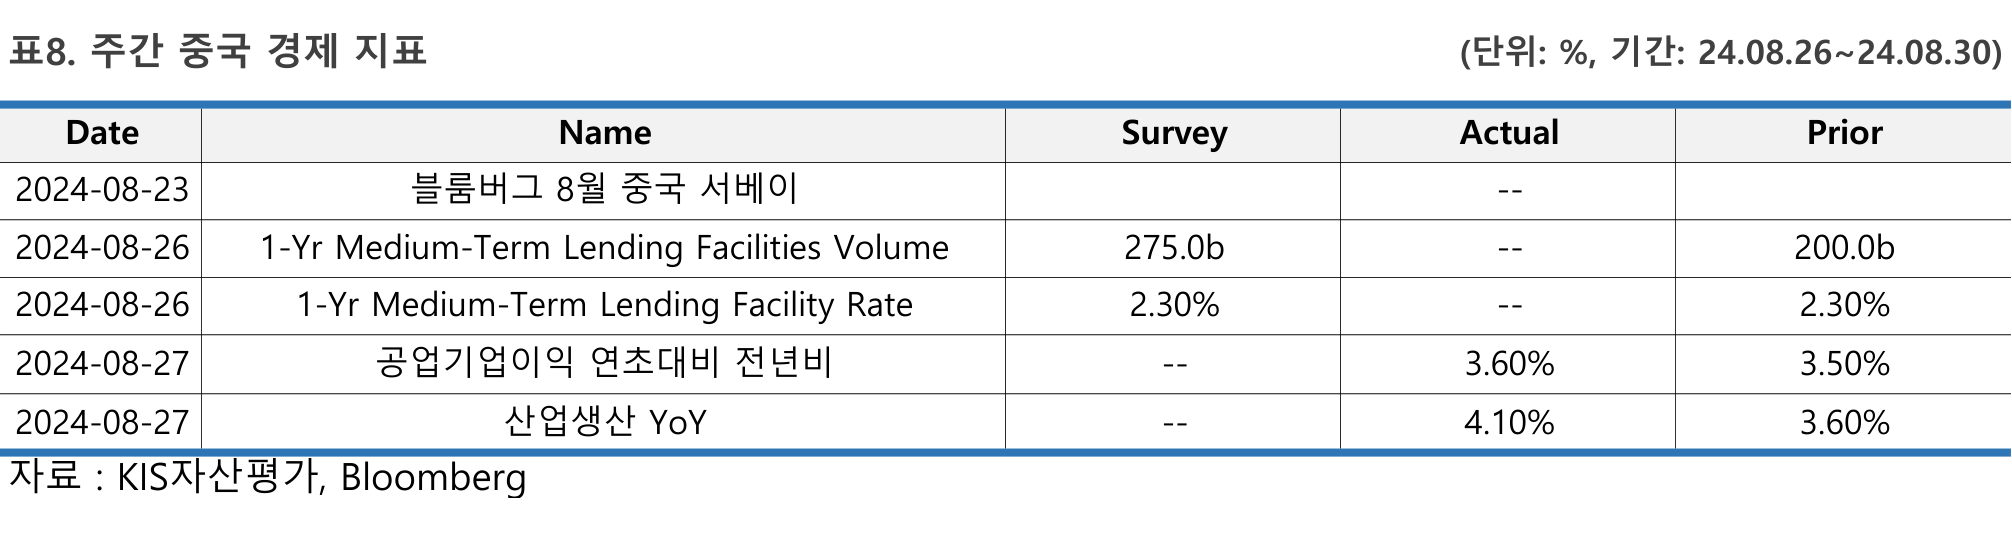 표8. 주간 중국 경제 지표 (단위: %, 기간: 24.08.26~24.08.30)
Date Name Survey Actual Prior
2024-08-23 블룸버그 8월 중국 서베이 --
2024-08-26 1-Yr Medium-Term Lending Facilities Volume 275.0b -- 200.0b
2024-08-26 1-Yr Medium-Term Lending Facility Rate 2.30% -- 2.30%
2024-08-27 공업기업이익 연초대비 전년비 -- 3.60% 3.50%
2024-08-27 산업생산 YoY -- 4.10% 3.60%
자료 : KIS자산평가, Bloomberg